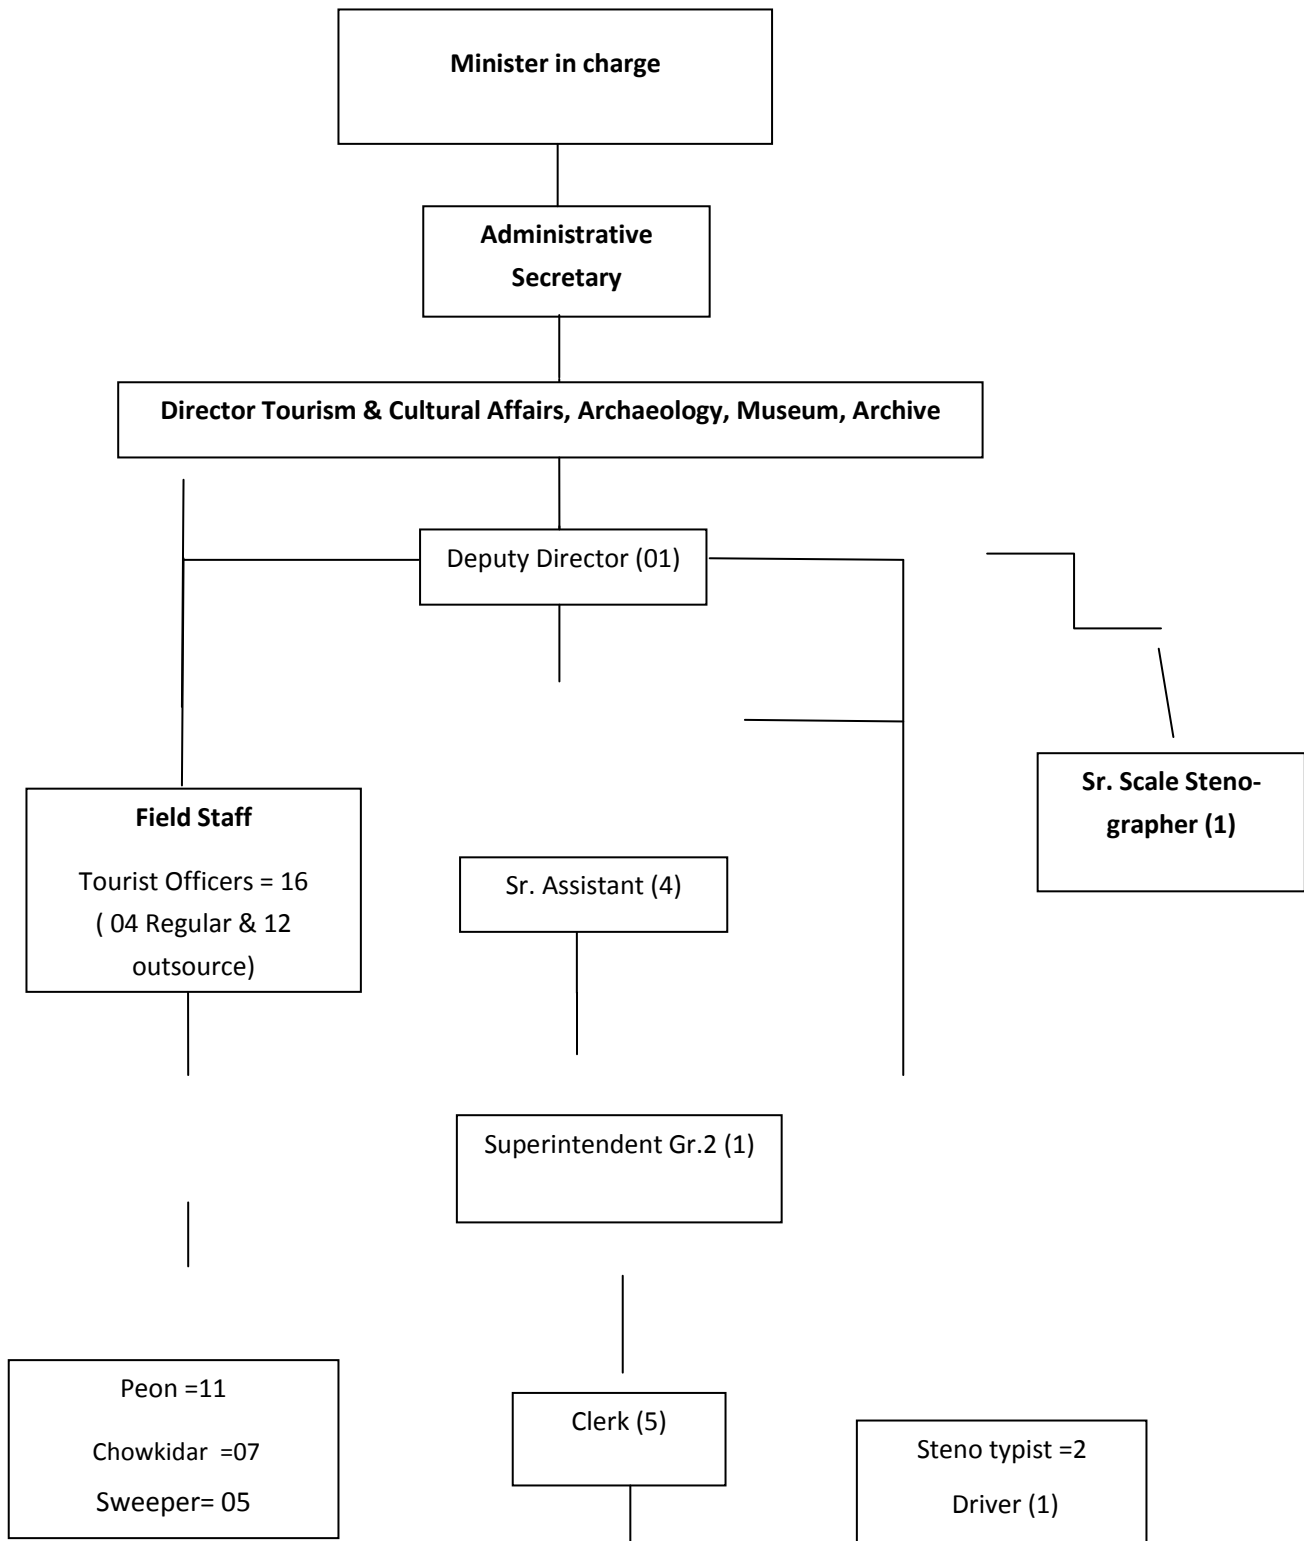 Minister in charge
Administrative
Secretary
Director Tourism & Cultural Affairs, Archaeology, Museum, Archive
Deputy Director (01)
Field Staff
Tourist Officers = 16
( 04 Regular & 12
outsource)
Sr. Assistant (4)
Sr. Scale Steno-
grapher (1)
Superintendent Gr.2 (1)
Peon =11
Chowkidar =07
Sweeper= 05
Clerk (5)
Steno typist =2
Driver (1)